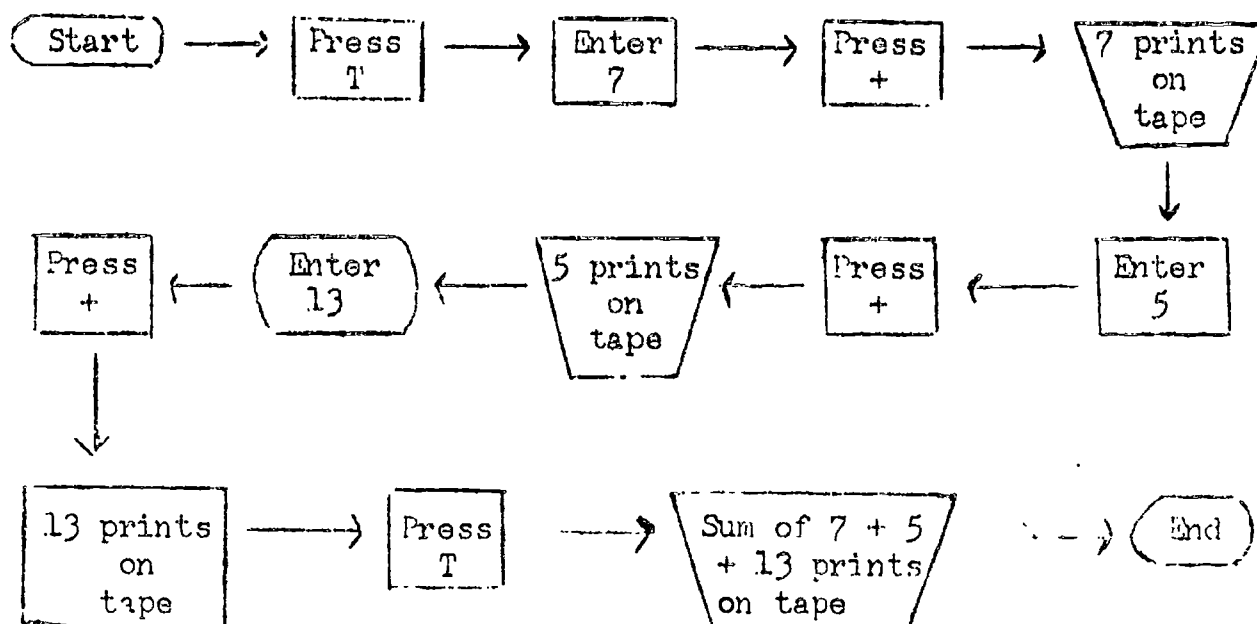 Start
Press
T
Enter
7
Press
+
7 prints
on
tape
Enter
5
Press
+
5 prints
on
tape
Enter
13
Press
+
13 prints
on
tape
Press
T
Sum of 7 + 5
+ 13 prints
on tape
End